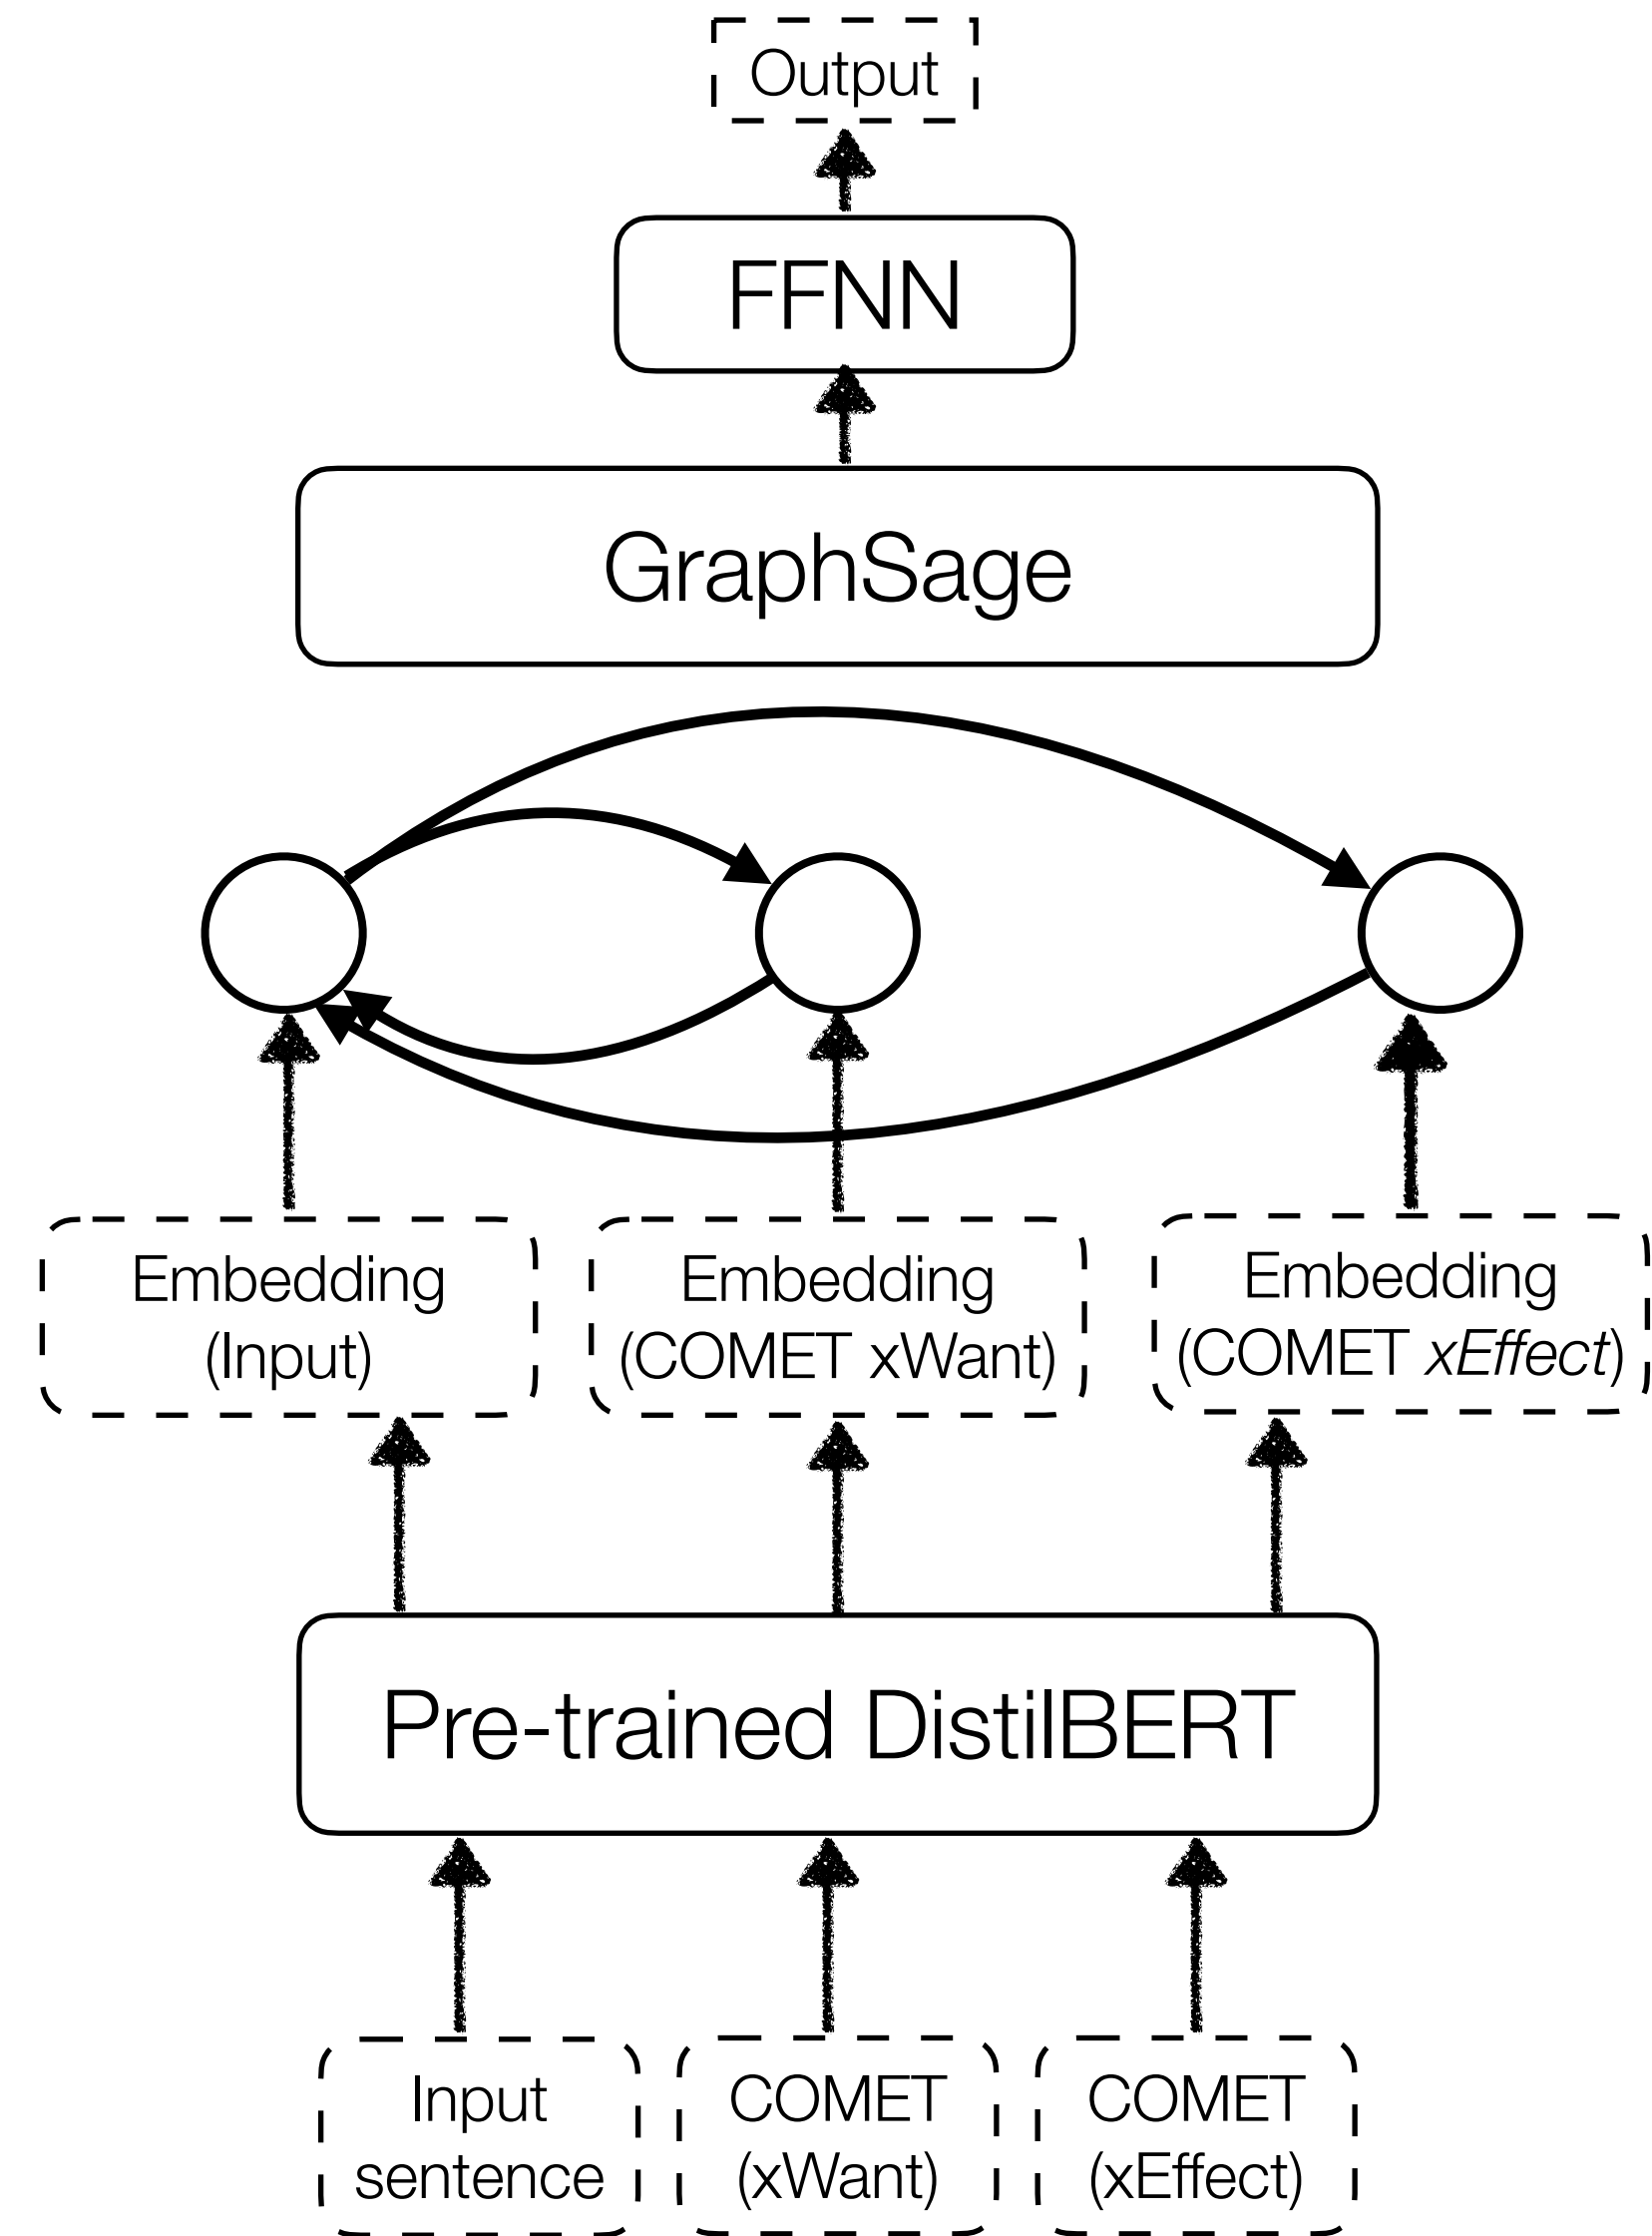 Output
FFNN
GraphSage
Embedding
(Input)
Embedding
(COMET xWant)
Embedding
(COMET xEffect)
Pre-trained DistilBERT
Input
sentence
COMET
(xWant)
COMET
(xEffect)